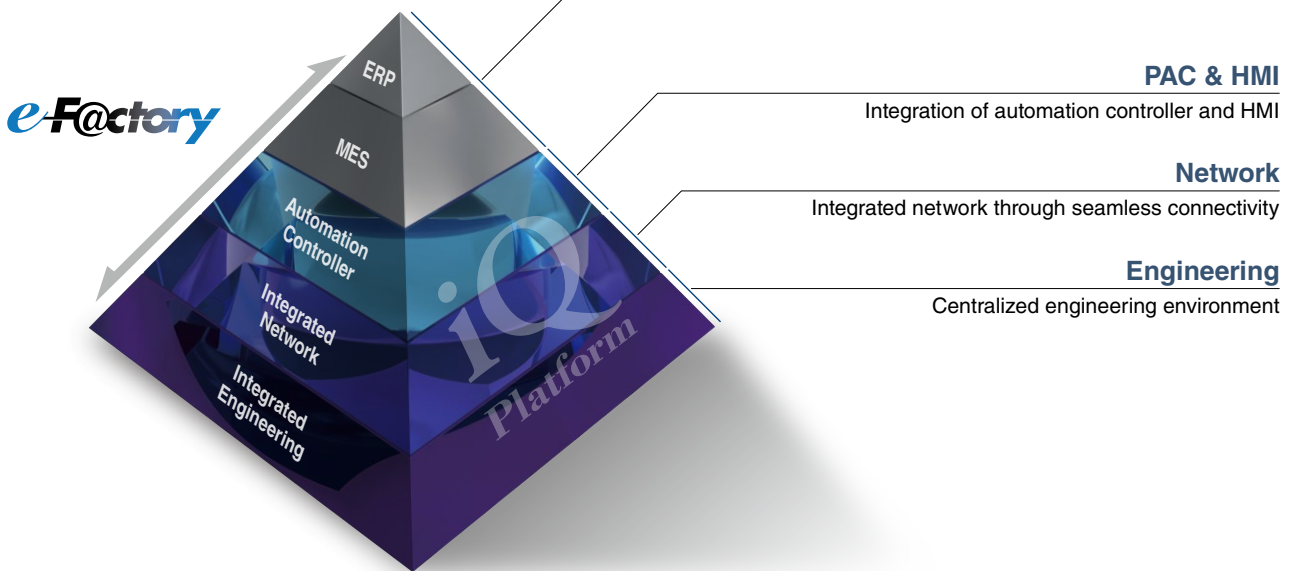 e-F@ctory
ERP
MES
Automation
Controller
Integrated
Network
Integrated
Engineering
iQ
Platform
PAC & HMI
Integration of automation controller and HMI
Network
Integrated network through seamless connectivity
Engineering
Centralized engineering environment